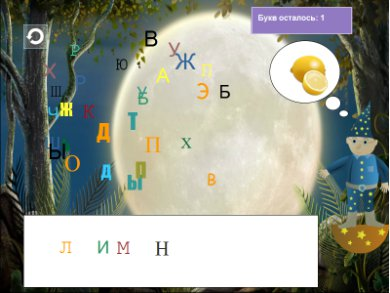 Букв осталось: 1
В
Р У
Ж
Ю
А
Э Б
Ш
Ж К
Т
Д
П Х
Ы
О
Д
Ы
В
Л И М Н